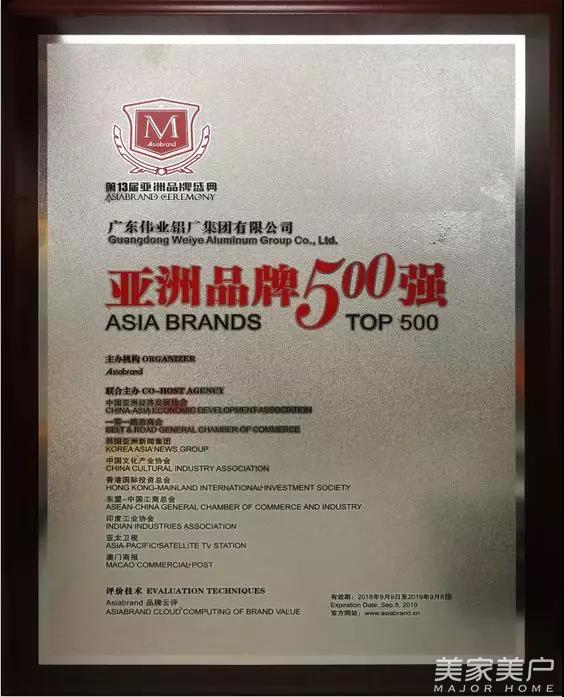 M
Asiabrand
第13届亚洲品牌盛典
ASIABRAND CEREMONY
广东伟业铝厂集团有限公司
Guangdong Weiye Aluminum Group Co., Ltd.
亚洲品牌500强
ASIA BRANDS TOP 500
主办机构 ORGANIZER
Asiabrand
联合主办 CO-HOST AGENCY
中国亚洲经济发展协会
CHINA-ASIA ECONOMIC DEVELOPMENT ASSOCIATION
一带一路总商会
BELT & ROAD GENERAL CHAMBER OF COMMERCE
韩国亚洲新闻集团
KOREA ASIA NEWS GROUP
中国文化产业协会
CHINA CULTURAL INDUSTRY ASSOCIATION
香港国际投资总会
HONG KONG-MAINLAND INTERNATIONAL INVESTMENT SOCIETY
东盟-中国工商总会
ASEAN-CHINA GENERAL CHAMBER OF COMMERCE AND INDUSTRY
印度工业协会
INDIAN INDUSTRIES ASSOCIATION
亚太卫视
ASIA-PACIFIC SATELLITE TV STATION
澳门商报
MACAO COMMERCIAL POST
评价技术 EVALUATION TECHNIQUES
Asiabrand 品牌云评
ASIABRAND CLOUD COMPUTING OF BRAND VALUE
有效期：2018年9月9日至2019年9月8日
Expiration Date: Sep.8, 2019
官方网站：www.asiabrand.cn
美家美户
MAJOR HOME